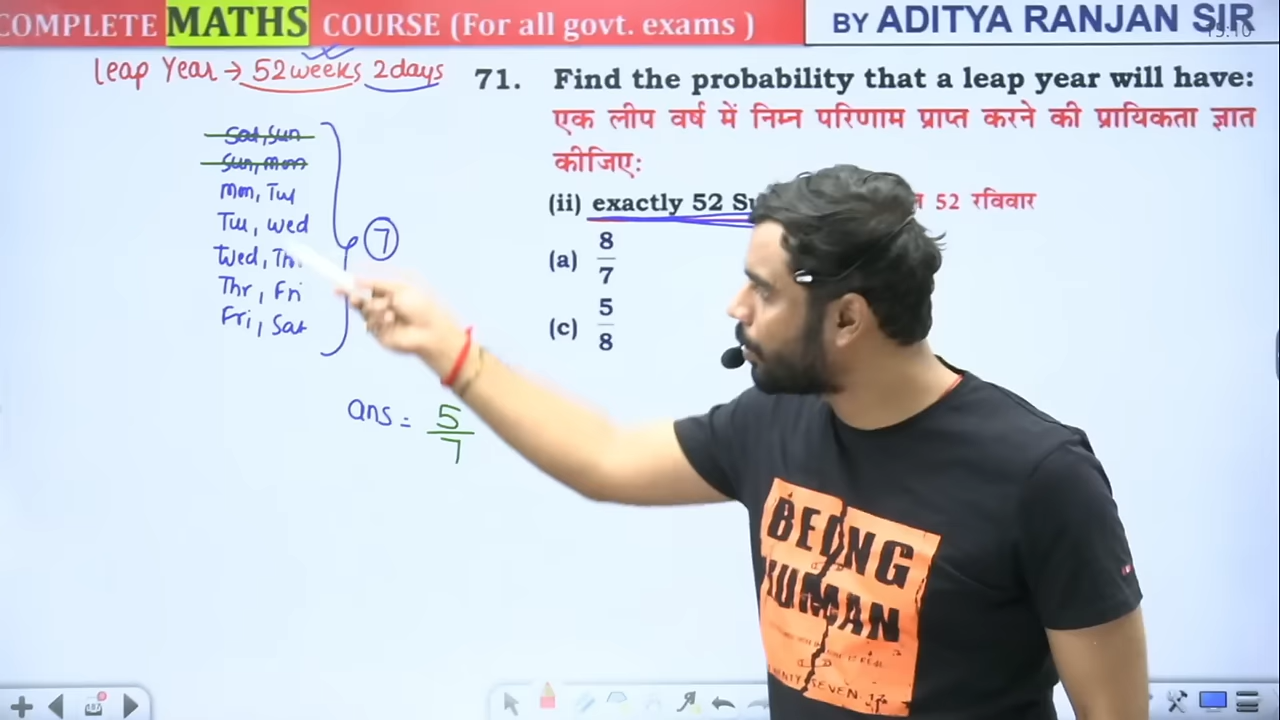 COMPLETE MATHS COURSE (For all govt. exams )
BY ADITYA RANJAN SIR
Leap Year → 52 weeks 2 days
Sat, Sun
Sun, Mon
Mon, Tue
Tue, Wed
Wed, Th
Thr, Fri
Fri, Sat
7
ans = 5/7
71. Find the probability that a leap year will have:
एक लीप वर्ष में निम्न परिणाम प्राप्त करने की प्रायिकता ज्ञात
कीजिए:
(ii) exactly 52 Su 52 रविवार
(a) 8/7
(c) 5/8
BEING
HUMAN